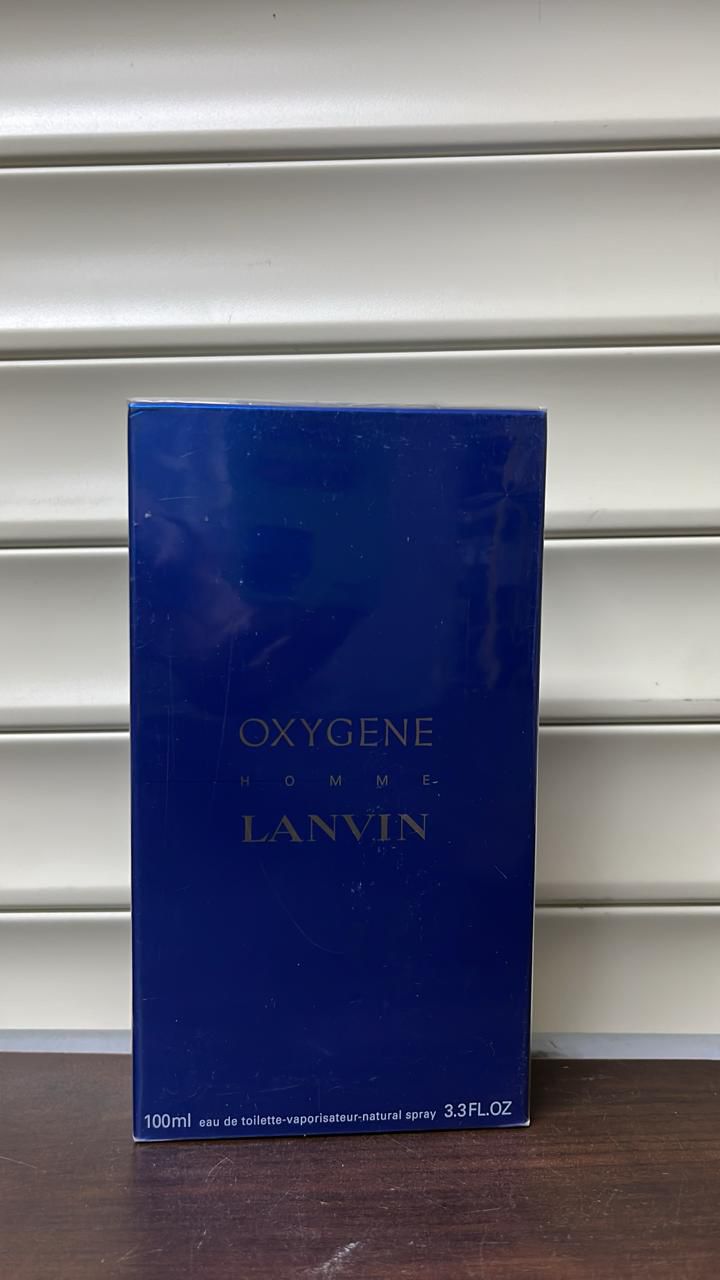 OXYGENE
HOMME
LANVIN
100ml eau de toilette-vaporisateur-natural spray 3.3FL.OZ